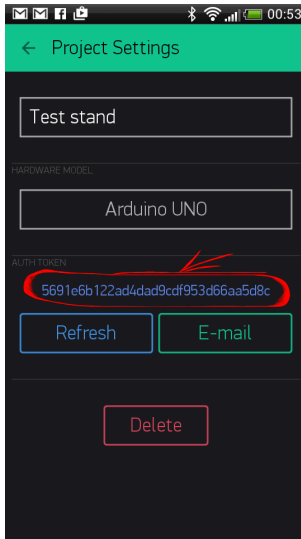 00:53
Project Settings
Test stand
HARDWARE MODEL
Arduino UNO
AUTH TOKEN
5691e6b122ad4dad9cdf953d66aa5d8c
Refresh
E-mail
Delete